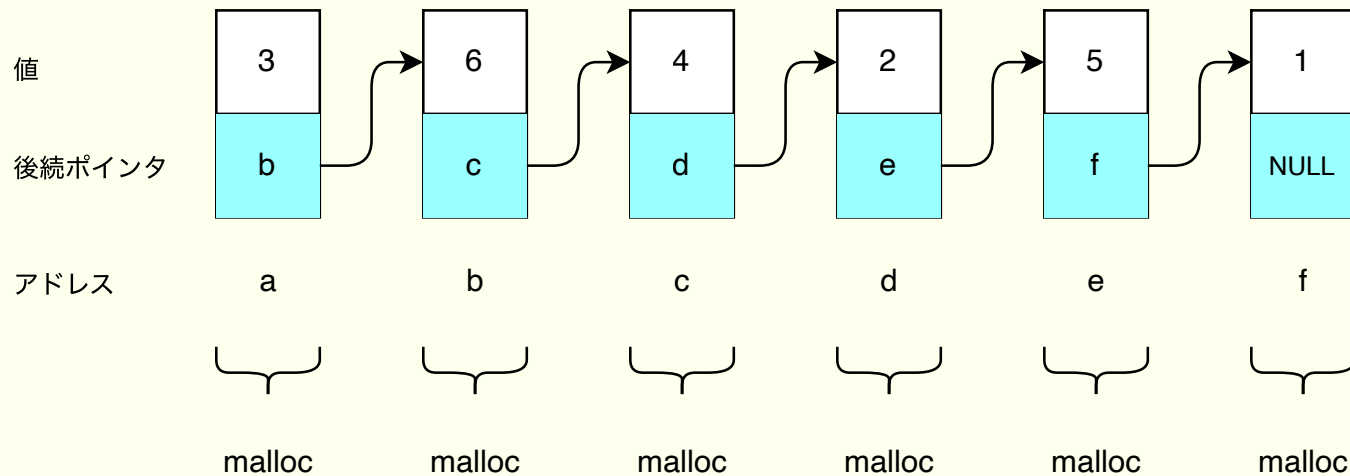 値 3 6 4 2 5 1
後続ポインタ b c d e f NULL
アドレス a b c d e f
malloc malloc malloc malloc malloc malloc